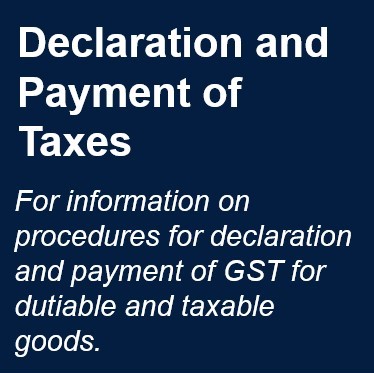 Declaration and
Payment of
Taxes
For information on
procedures for declaration
and payment of GST for
dutiable and taxable
goods.